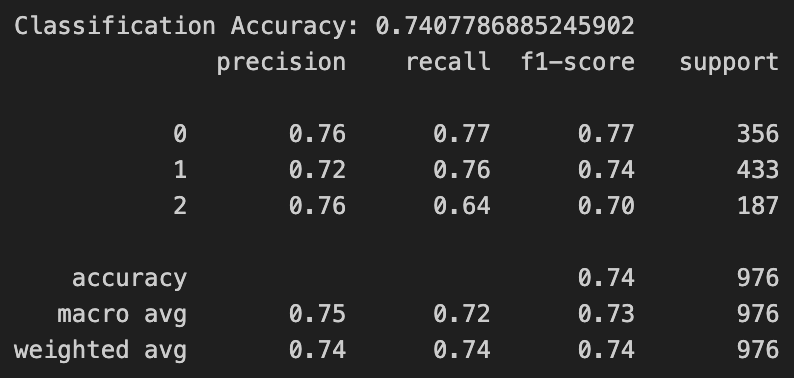 Classification Accuracy: 0.7407786885245902
precision recall f1-score support
0 0.76 0.77 0.77 356
1 0.72 0.76 0.74 433
2 0.76 0.64 0.70 187
accuracy 0.74 976
macro avg 0.75 0.72 0.73 976
weighted avg 0.74 0.74 0.74 976